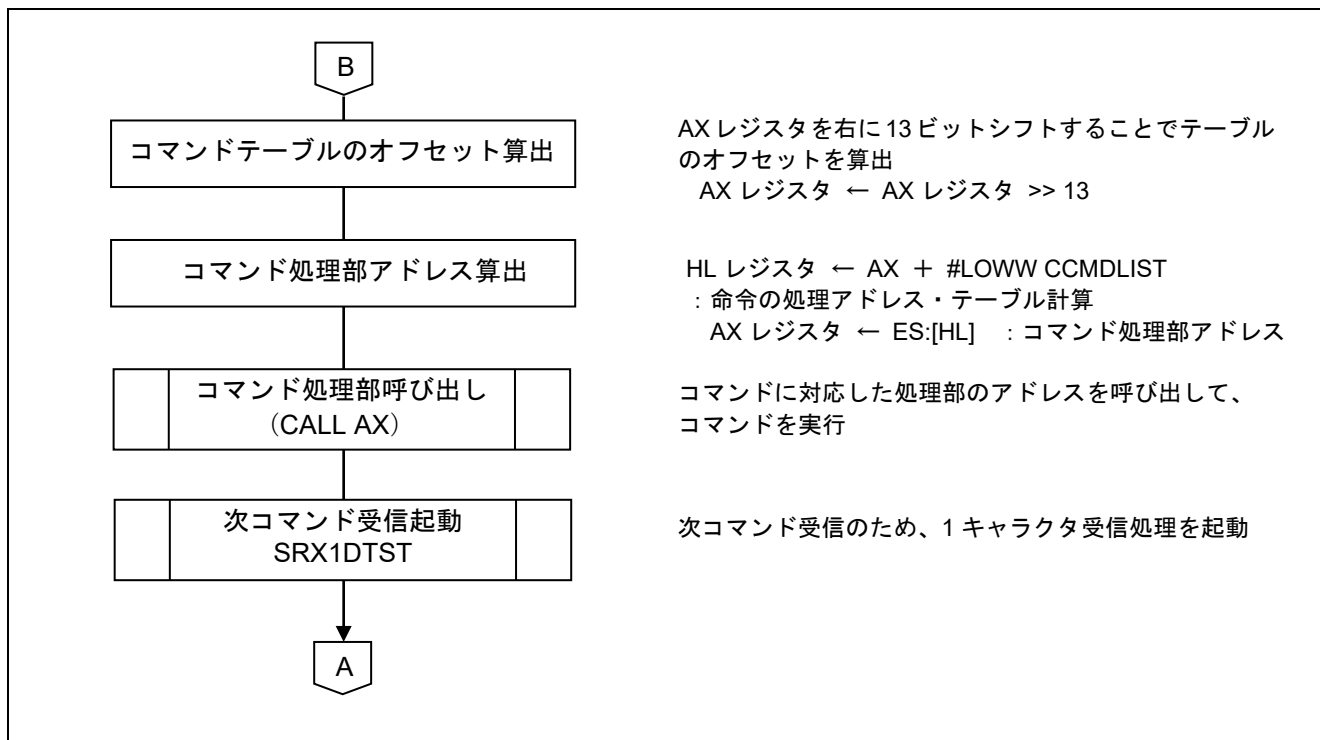 B
コマンドテーブルのオフセット算出
AX レジスタを右に 13 ビットシフトすることでテーブル
のオフセットを算出
AX レジスタ ← AX レジスタ >> 13
コマンド処理部アドレス算出
HL レジスタ ← AX + #LOWW CCMDLIST
：命令の処理アドレス・テーブル計算
AX レジスタ ← ES:[HL] ：コマンド処理部アドレス
コマンド処理部呼び出し
（CALL AX）
コマンドに対応した処理部のアドレスを呼び出して、
コマンドを実行
次コマンド受信起動
SRX1DTST
次コマンド受信のため、1 キャラクタ受信処理を起動
A